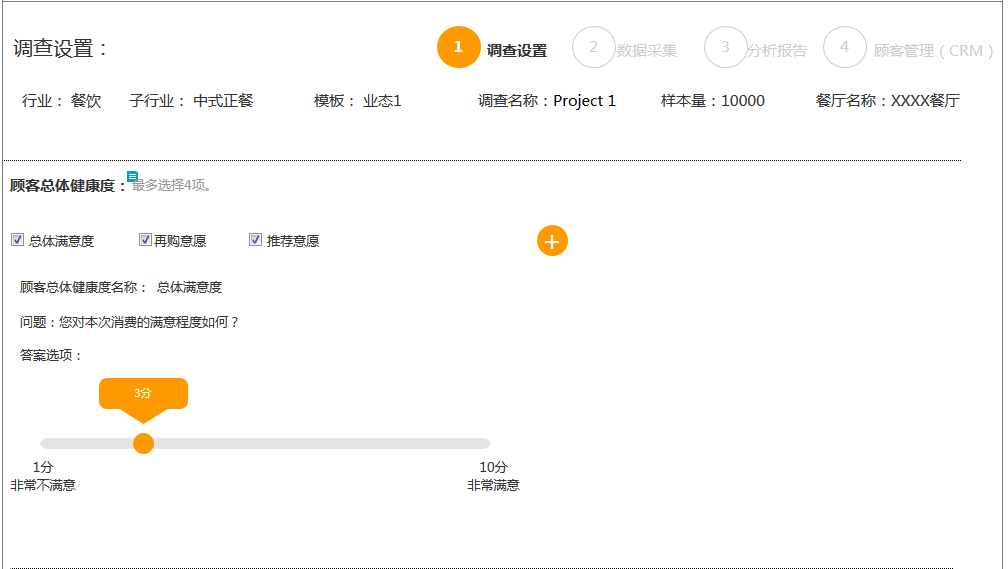 调查设置：
1 调查设置 2 数据采集 3 分析报告 4 顾客管理（CRM）
行业： 餐饮 子行业： 中式正餐 模板： 业态1 调查名称：Project 1 样本量：10000 餐厅名称：XXXX餐厅
顾客总体健康度：最多选择4项。
总体满意度 再购意愿 推荐意愿 +
顾客总体健康度名称： 总体满意度
问题：您对本次消费的满意程度如何？
答案选项：
3分
1分 10分
非常不满意 非常满意